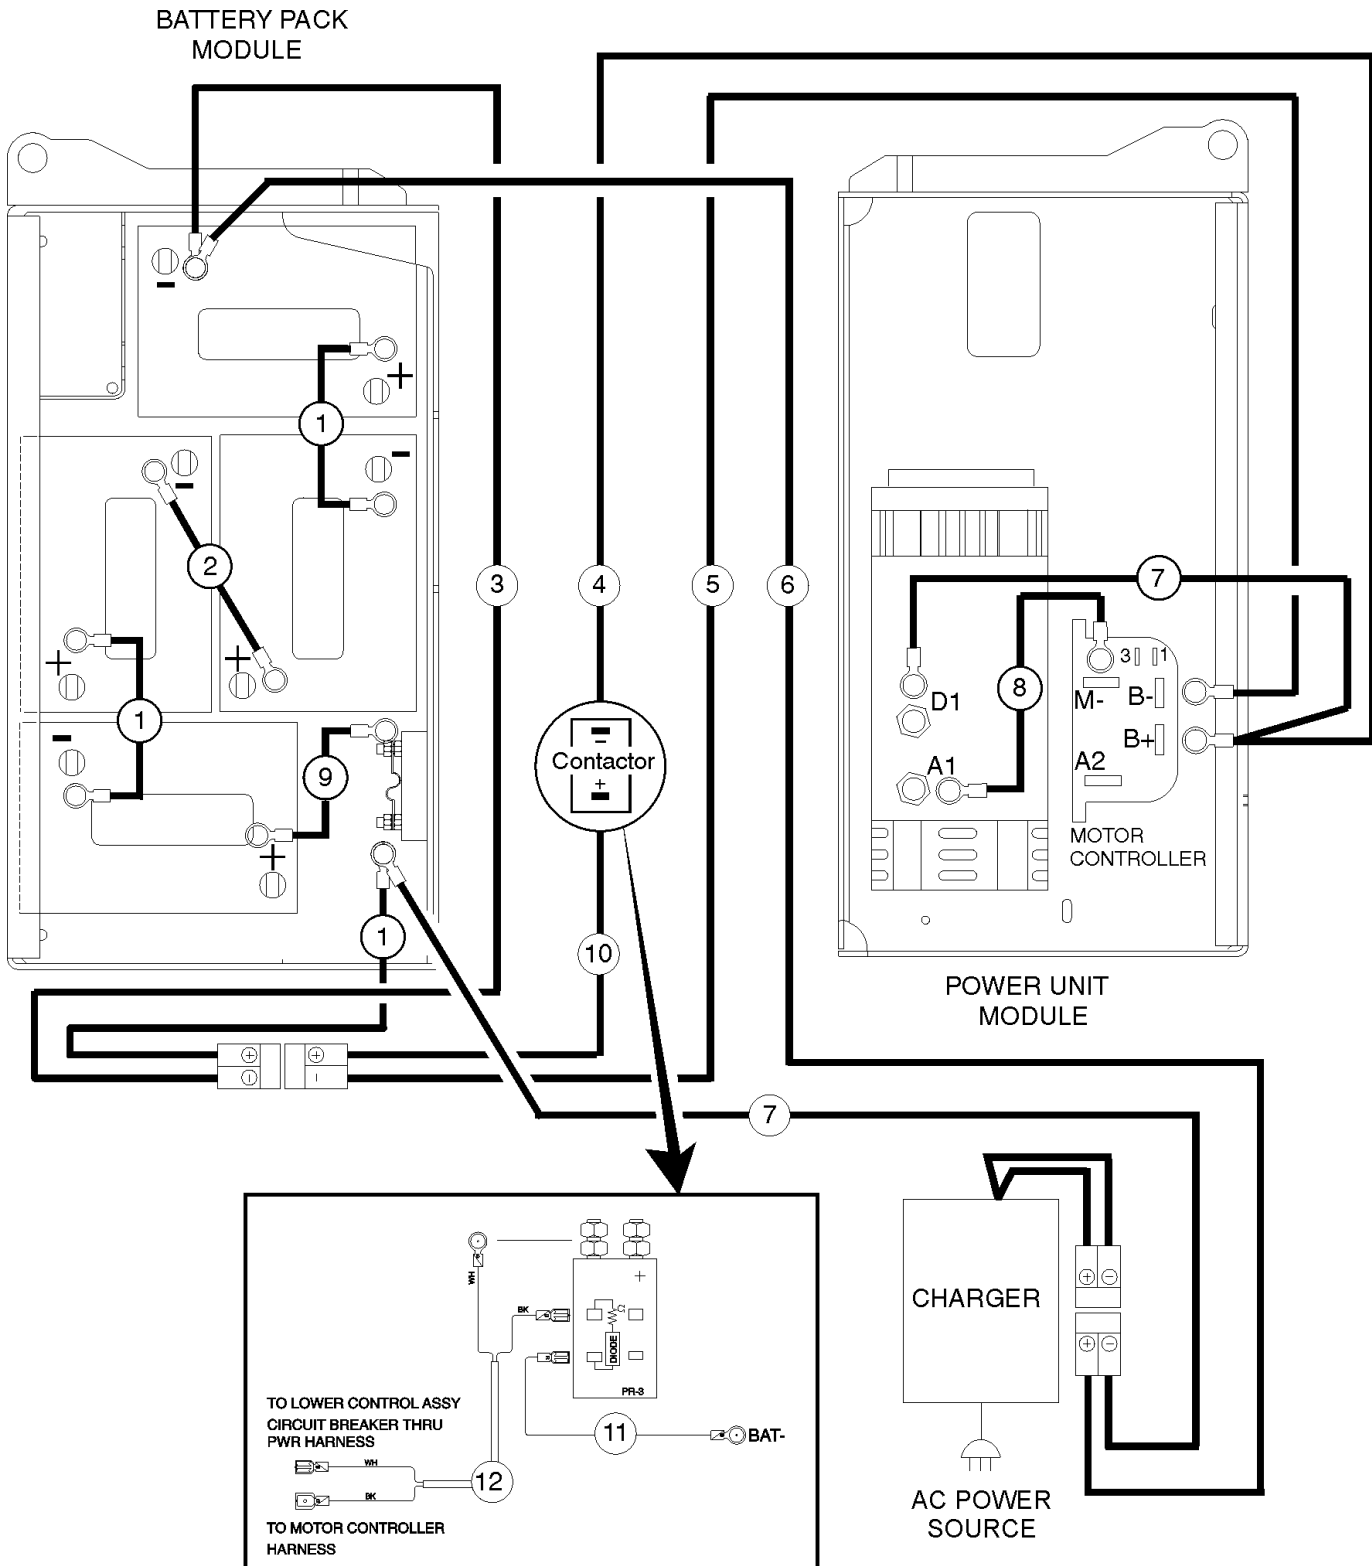 BATTERY PACK
MODULE
1
2
1
9
1
3
4
5
6
7
8
3 1
M- B-
D1
B+
A1
A2
MOTOR
CONTROLLER
Contactor
10
POWER UNIT
MODULE
7
CHARGER
AC POWER
SOURCE
WH
BK
Ω
DIODE
PR-3
11
BAT-
TO LOWER CONTROL ASSY
CIRCUIT BREAKER THRU
PWR HARNESS
WH
12
BK
TO MOTOR CONTROLLER
HARNESS